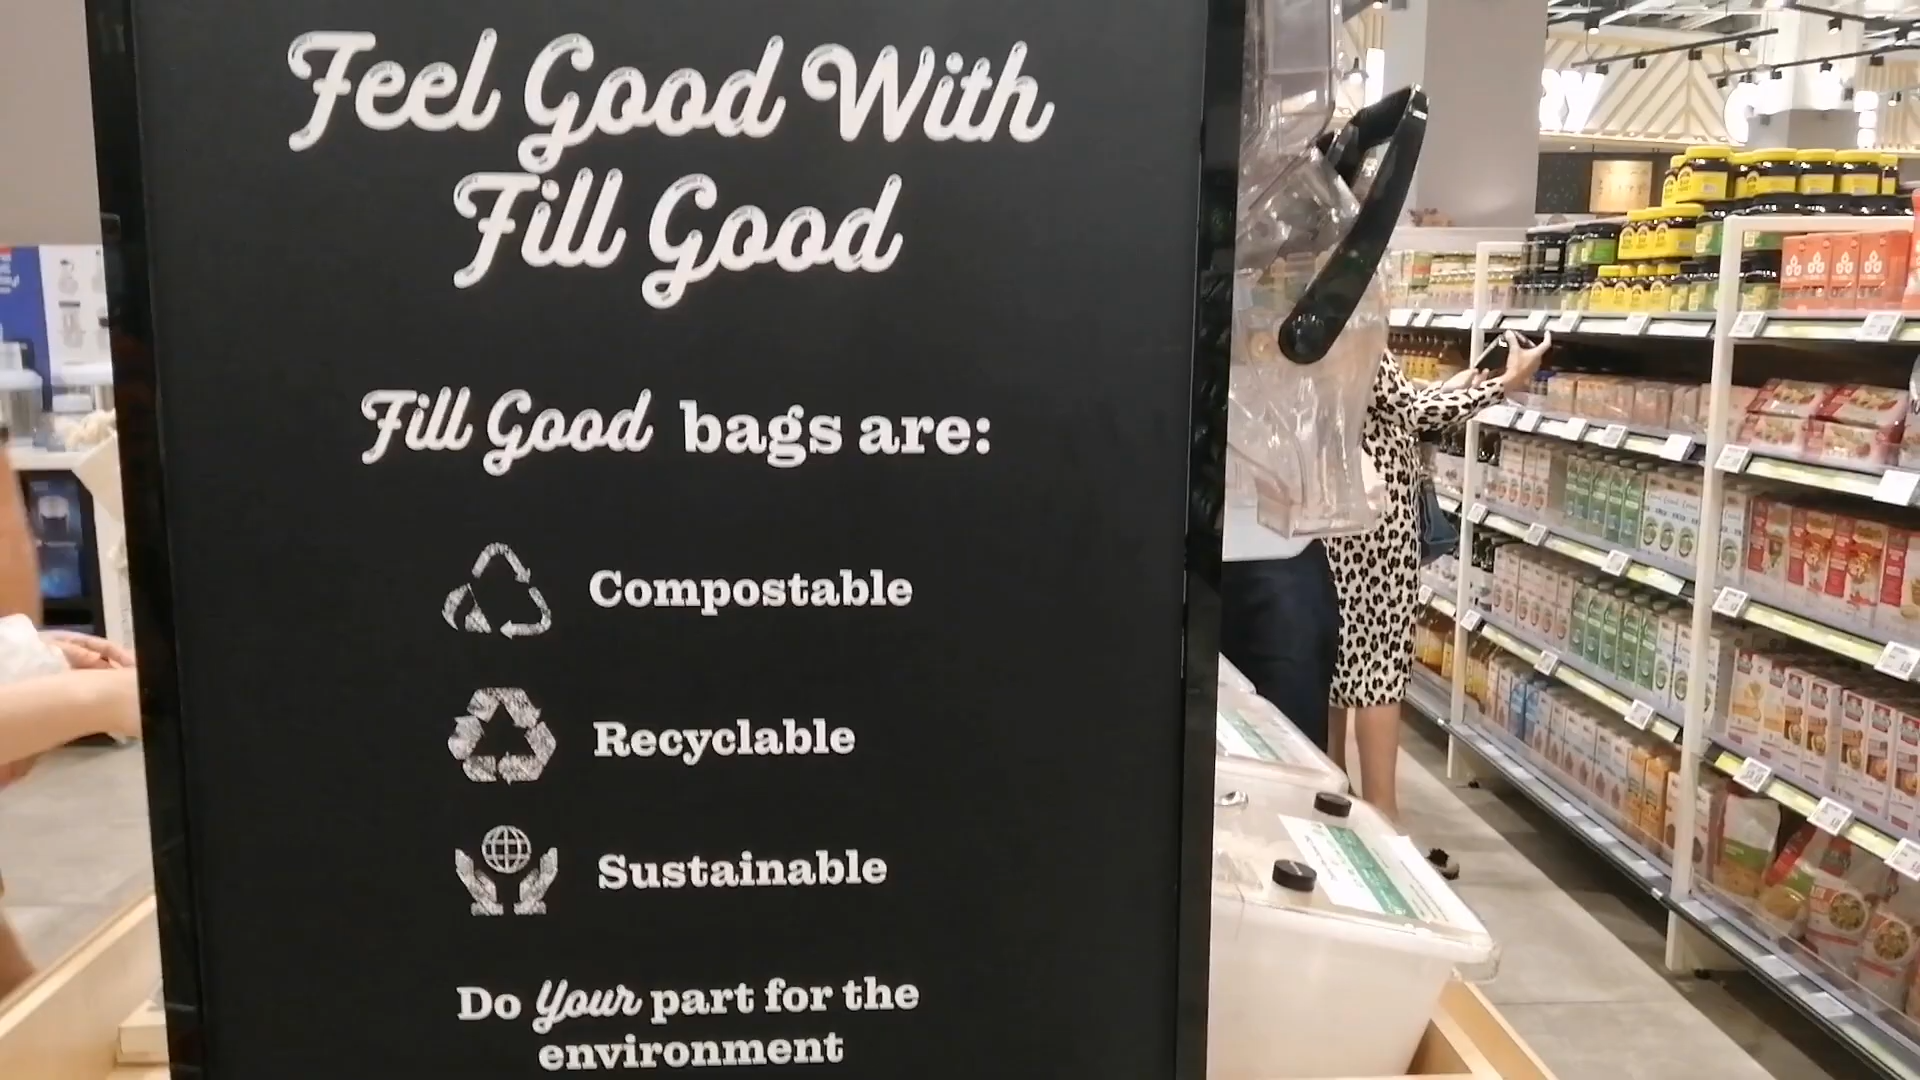 Feel Good With
Fill Good
Fill Good bags are:
Compostable
Recyclable
Sustainable
Do Your part for the
environment